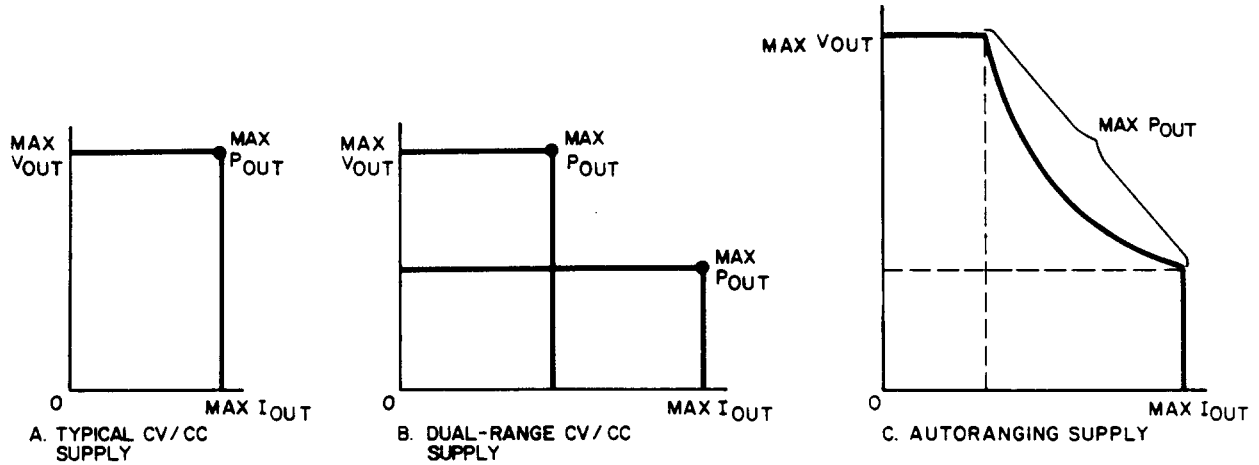 MAX VOUT
MAX POUT
0
MAX IOUT
A. TYPICAL CV/CC
SUPPLY
MAX VOUT
MAX POUT
MAX POUT
0
MAX IOUT
B. DUAL-RANGE CV/CC
SUPPLY
MAX VOUT
MAX POUT
0
MAX IOUT
C. AUTORANGING SUPPLY